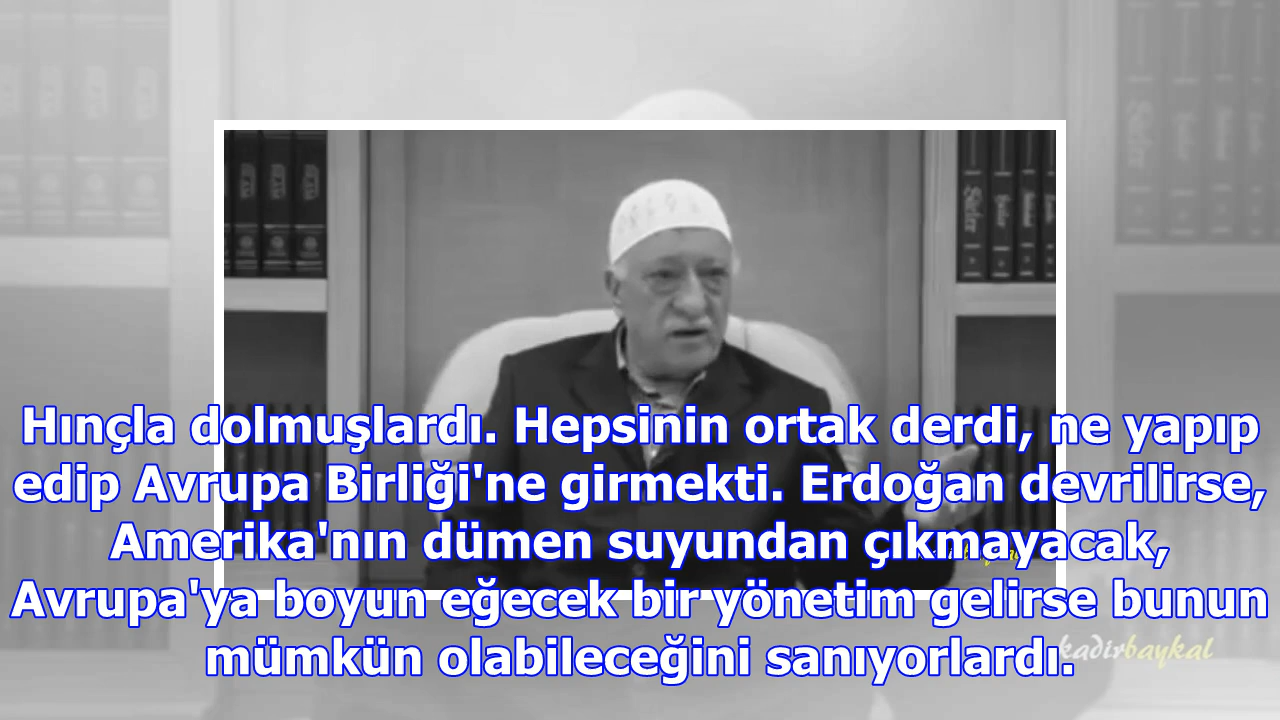 Hınçla dolmuşlardı. Hepsinin ortak derdi, ne yapıp
edip Avrupa Birliği'ne girmekti. Erdoğan devrilirse,
Amerika'nın dümen suyundan çıkmayacak,
Avrupa'ya boyun eğecek bir yönetim gelirse bunun
mümkün olabileceğini sanıyorlardı.
kadirbaykal